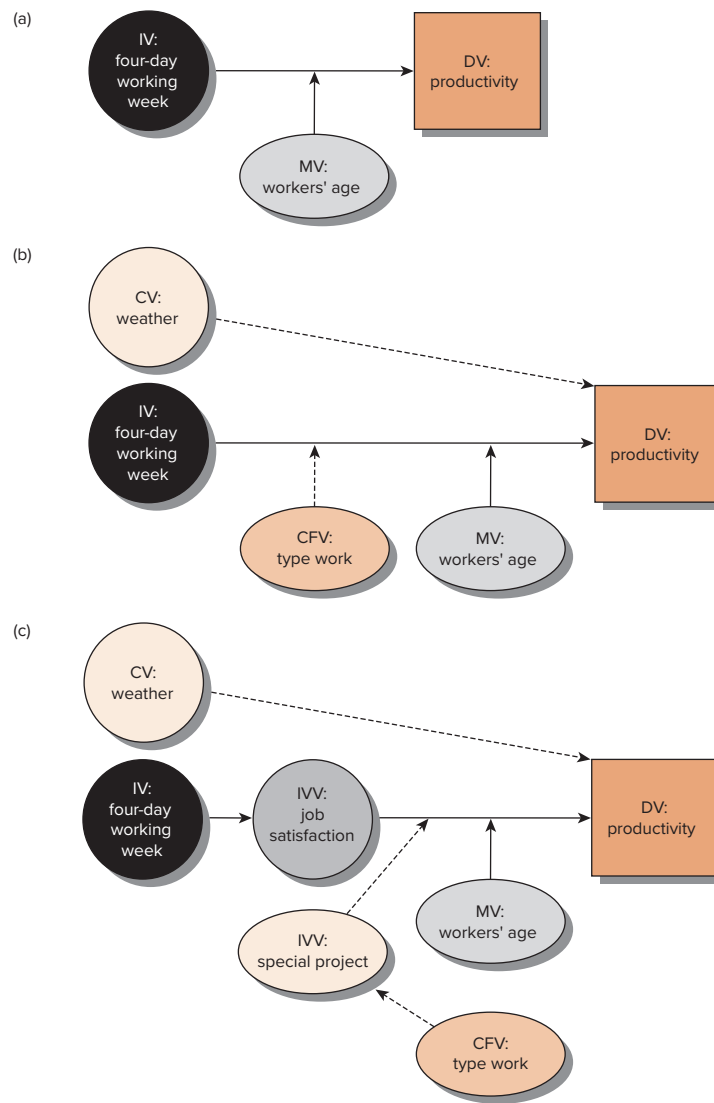 (a)
IV:
four-day
working
week
DV:
productivity
MV:
workers' age
(b)
CV:
weather
IV:
four-day
working
week
DV:
productivity
CFV:
type work
MV:
workers' age
(c)
CV:
weather
IV:
four-day
working
week
IVV:
job
satisfaction
DV:
productivity
MV:
workers' age
IVV:
special project
CFV:
type work